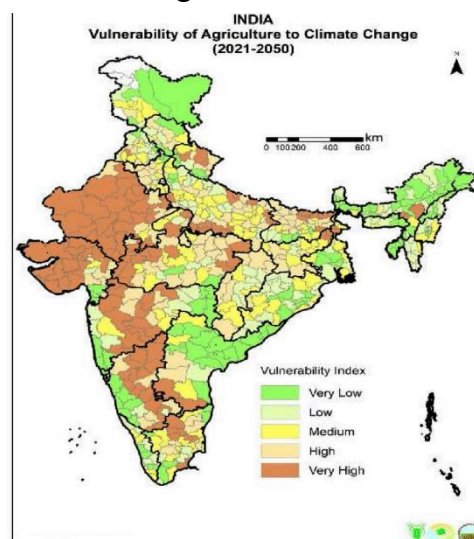 INDIA
Vulnerability of Agriculture to Climate Change
(2021-2050)
N
km
0 100 200 400 600
Vulnerability Index
Very Low
Low
Medium
High
Very High